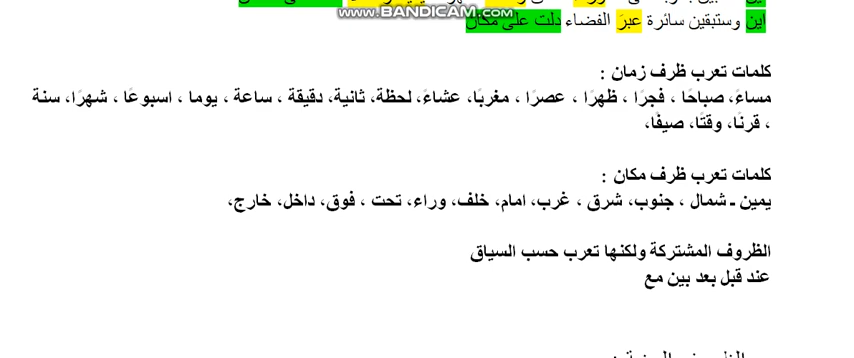 WWW.BANDICAM.COM
اين وستبقين سائرة عبرَ الفضاء دلت على مكان
كلمات تعرب ظرف زمان :
مساءً، صباحًا ، فجرًا ، ظهرًا ، عصرًا ، مغربًا، عشاءً، لحظة، ثانية، دقيقة ، ساعة ، يوما ، اسبوعًا ، شهرًا، سنة
، قرنًا، وقتًا، صيفًا،
كلمات تعرب ظرف مكان :
يمين ـ شمال ، جنوب، شرق ، غرب، امام، خلف، وراء، تحت ، فوق، داخل، خارج،
الظروف المشتركة ولكنها تعرب حسب السياق
عند قبل بعد بين مع